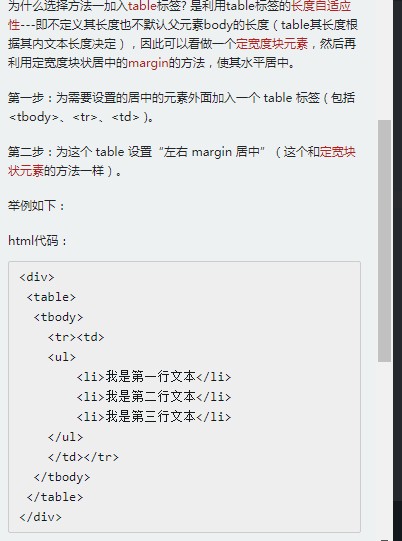 为什么选择方法一加入table标签? 是利用table标签的长度自适应
性---即不定义其长度也不默认父元素body的长度（table其长度根
据其内文本长度决定），因此可以看做一个定宽度块元素，然后再
利用定宽度块状居中的margin的方法，使其水平居中。
第一步：为需要设置的居中的元素外面加入一个 table 标签 ( 包括
<tbody>、<tr>、<td> )。
第二步：为这个 table 设置“左右 margin 居中”（这个和定宽块
状元素的方法一样）。
举例如下：
html代码：
<div>
<table>
<tbody>
<tr><td>
<ul>
<li>我是第一行文本</li>
<li>我是第二行文本</li>
<li>我是第三行文本</li>
</ul>
</td></tr>
</tbody>
</table>
</div>